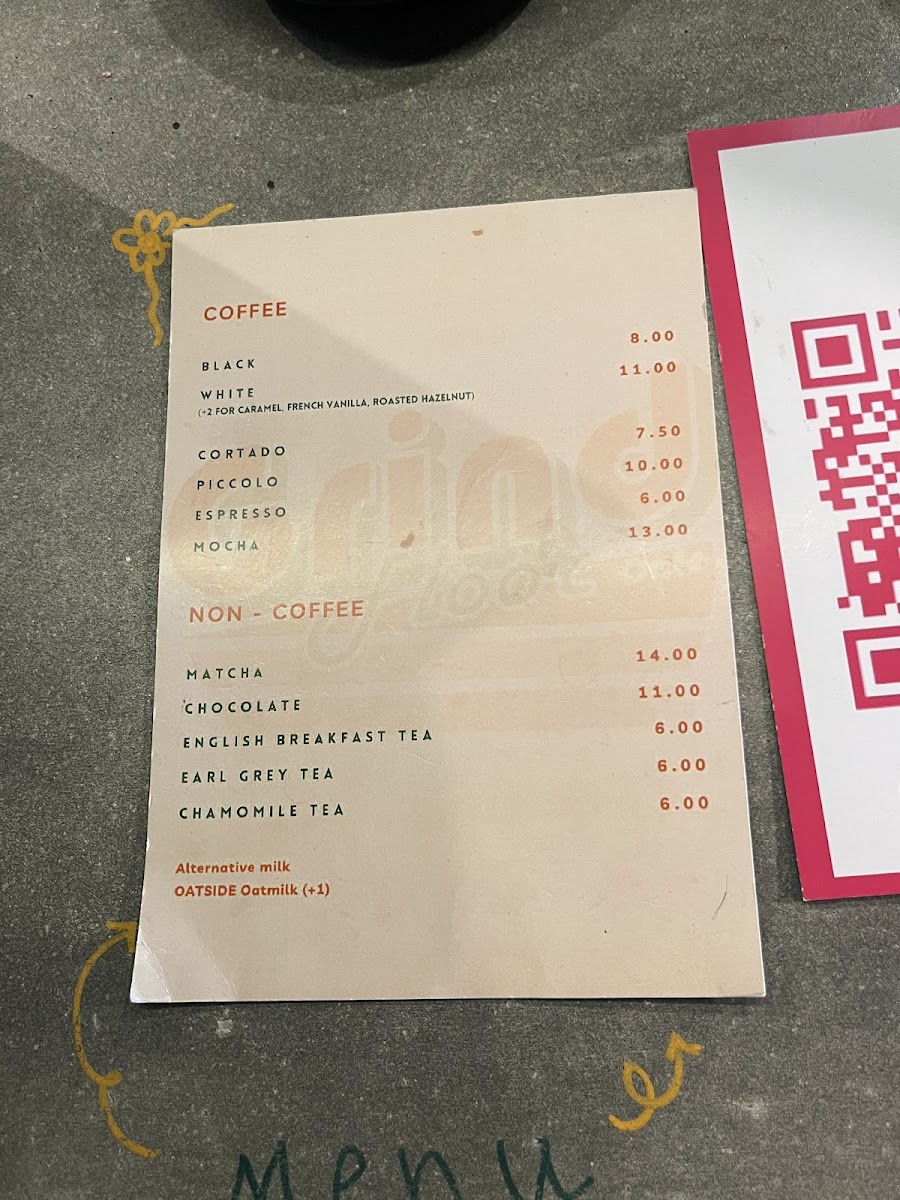 COFFEE
BLACK 8.00
WHITE 11.00
(+2 FOR CARAMEL, FRENCH VANILLA, ROASTED HAZELNUT)
CORTADO 7.50
PICCOLO 10.00
ESPRESSO 6.00
MOCHA 13.00
Grind
NON - COFFEE
MATCHA 14.00
CHOCOLATE 11.00
ENGLISH BREAKFAST TEA 6.00
EARL GREY TEA 6.00
CHAMOMILE TEA 6.00
Alternative milk
OATSIDE Oatmilk (+1)
Menu